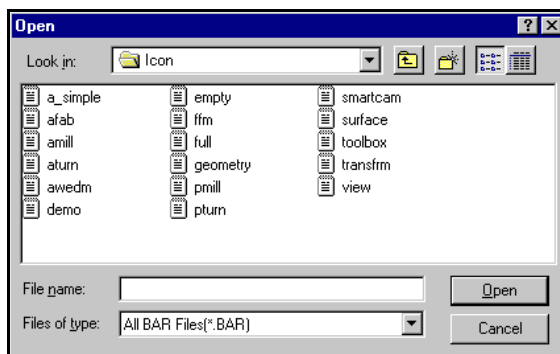 Open
Look in: Icon
a_simple empty smartcam
afab ffm surface
amill full toolbox
aturn geometry transfrm
awedm pmill view
demo pturn
File name: Open
Files of type: All BAR Files(*.BAR) Cancel